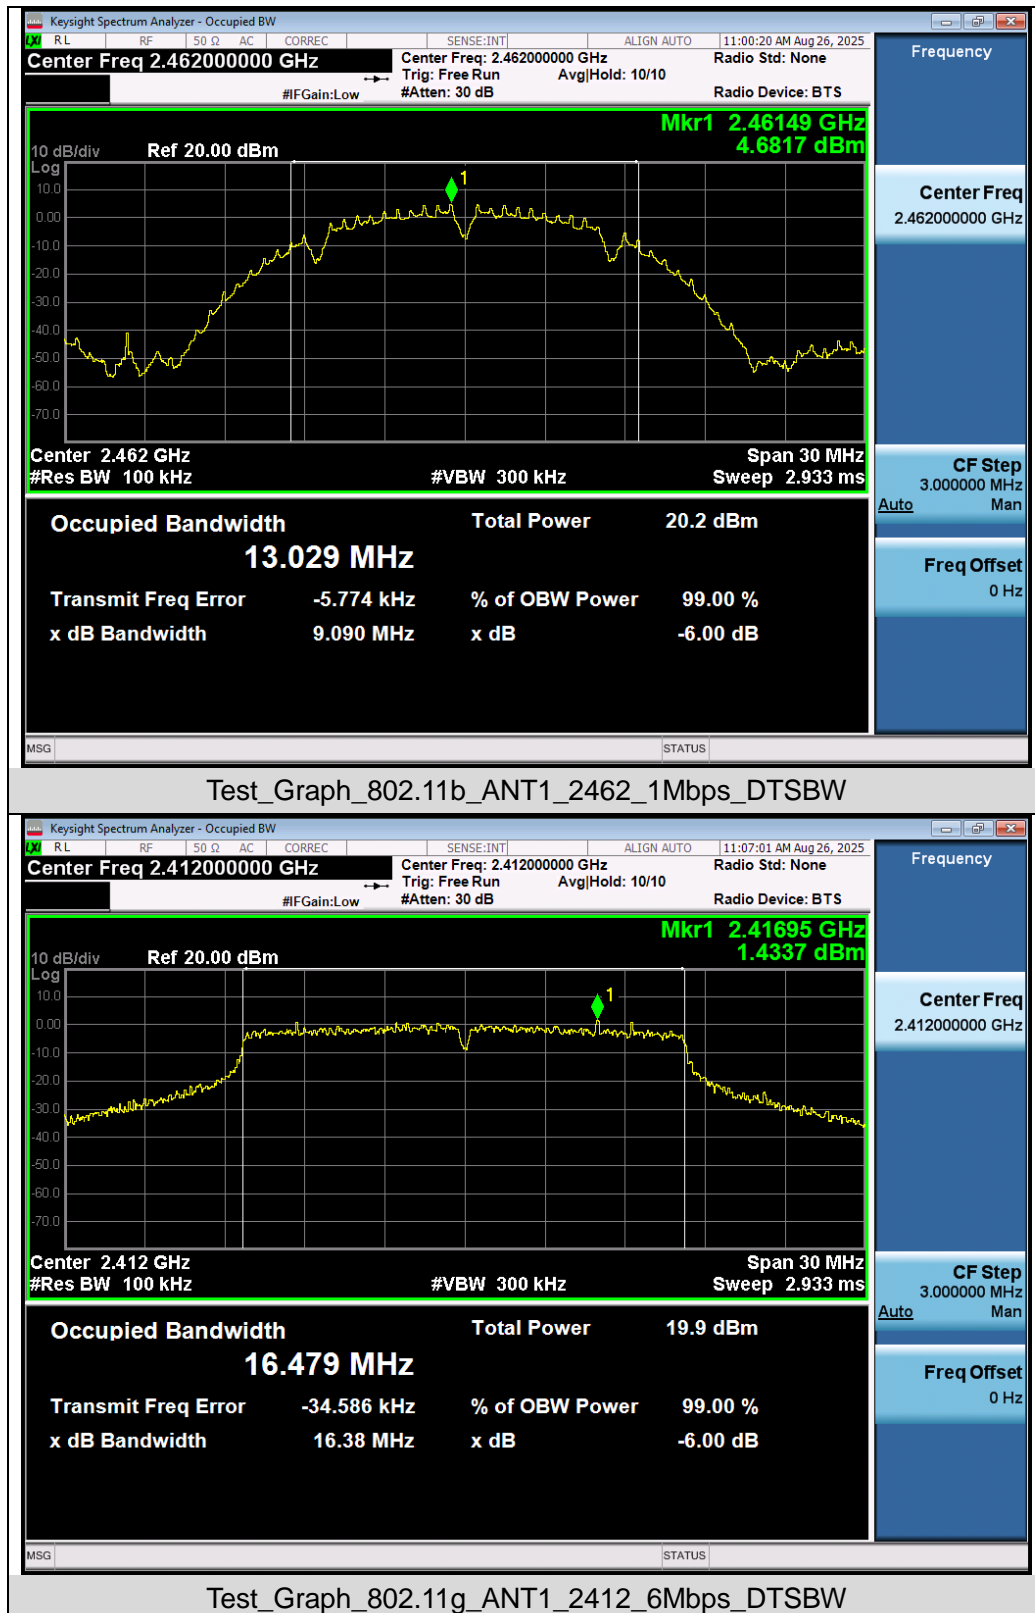 Keysight Spectrum Analyzer - Occupied BW
LXI RL RF 50 Ω AC CORREC SENSE:INT ALIGN AUTO 11:00:20 AM Aug 26, 2025
Center Freq 2.462000000 GHz
Center Freq: 2.462000000 GHz
Radio Std: None
Trig: Free Run Avg|Hold: 10/10
#IFGain:Low #Atten: 30 dB Radio Device: BTS
Frequency
Mkr1 2.46149 GHz
4.6817 dBm
10 dB/div Ref 20.00 dBm
Log
1
10.0
0.00
-10.0
-20.0
-30.0
-40.0
-50.0
-60.0
-70.0
Center Freq
2.462000000 GHz
Center 2.462 GHz Span 30 MHz
#Res BW 100 kHz #VBW 300 kHz Sweep 2.933 ms
CF Step
3.000000 MHz
Auto Man
Occupied Bandwidth Total Power 20.2 dBm
13.029 MHz
Transmit Freq Error -5.774 kHz % of OBW Power 99.00 %
x dB Bandwidth 9.090 MHz x dB -6.00 dB
Freq Offset
0 Hz
MSG STATUS
Test_Graph_802.11b_ANT1_2462_1Mbps_DTSBW
Keysight Spectrum Analyzer - Occupied BW
LXI RL RF 50 Ω AC CORREC SENSE:INT ALIGN AUTO 11:07:01 AM Aug 26, 2025
Center Freq 2.412000000 GHz
Center Freq: 2.412000000 GHz
Radio Std: None
Trig: Free Run Avg|Hold: 10/10
#IFGain:Low #Atten: 30 dB Radio Device: BTS
Frequency
Mkr1 2.41695 GHz
1.4337 dBm
10 dB/div Ref 20.00 dBm
Log
1
10.0
0.00
-10.0
-20.0
-30.0
-40.0
-50.0
-60.0
-70.0
Center Freq
2.412000000 GHz
Center 2.412 GHz Span 30 MHz
#Res BW 100 kHz #VBW 300 kHz Sweep 2.933 ms
CF Step
3.000000 MHz
Auto Man
Occupied Bandwidth Total Power 19.9 dBm
16.479 MHz
Transmit Freq Error -34.586 kHz % of OBW Power 99.00 %
x dB Bandwidth 16.38 MHz x dB -6.00 dB
Freq Offset
0 Hz
MSG STATUS
Test_Graph_802.11g_ANT1_2412_6Mbps_DTSBW